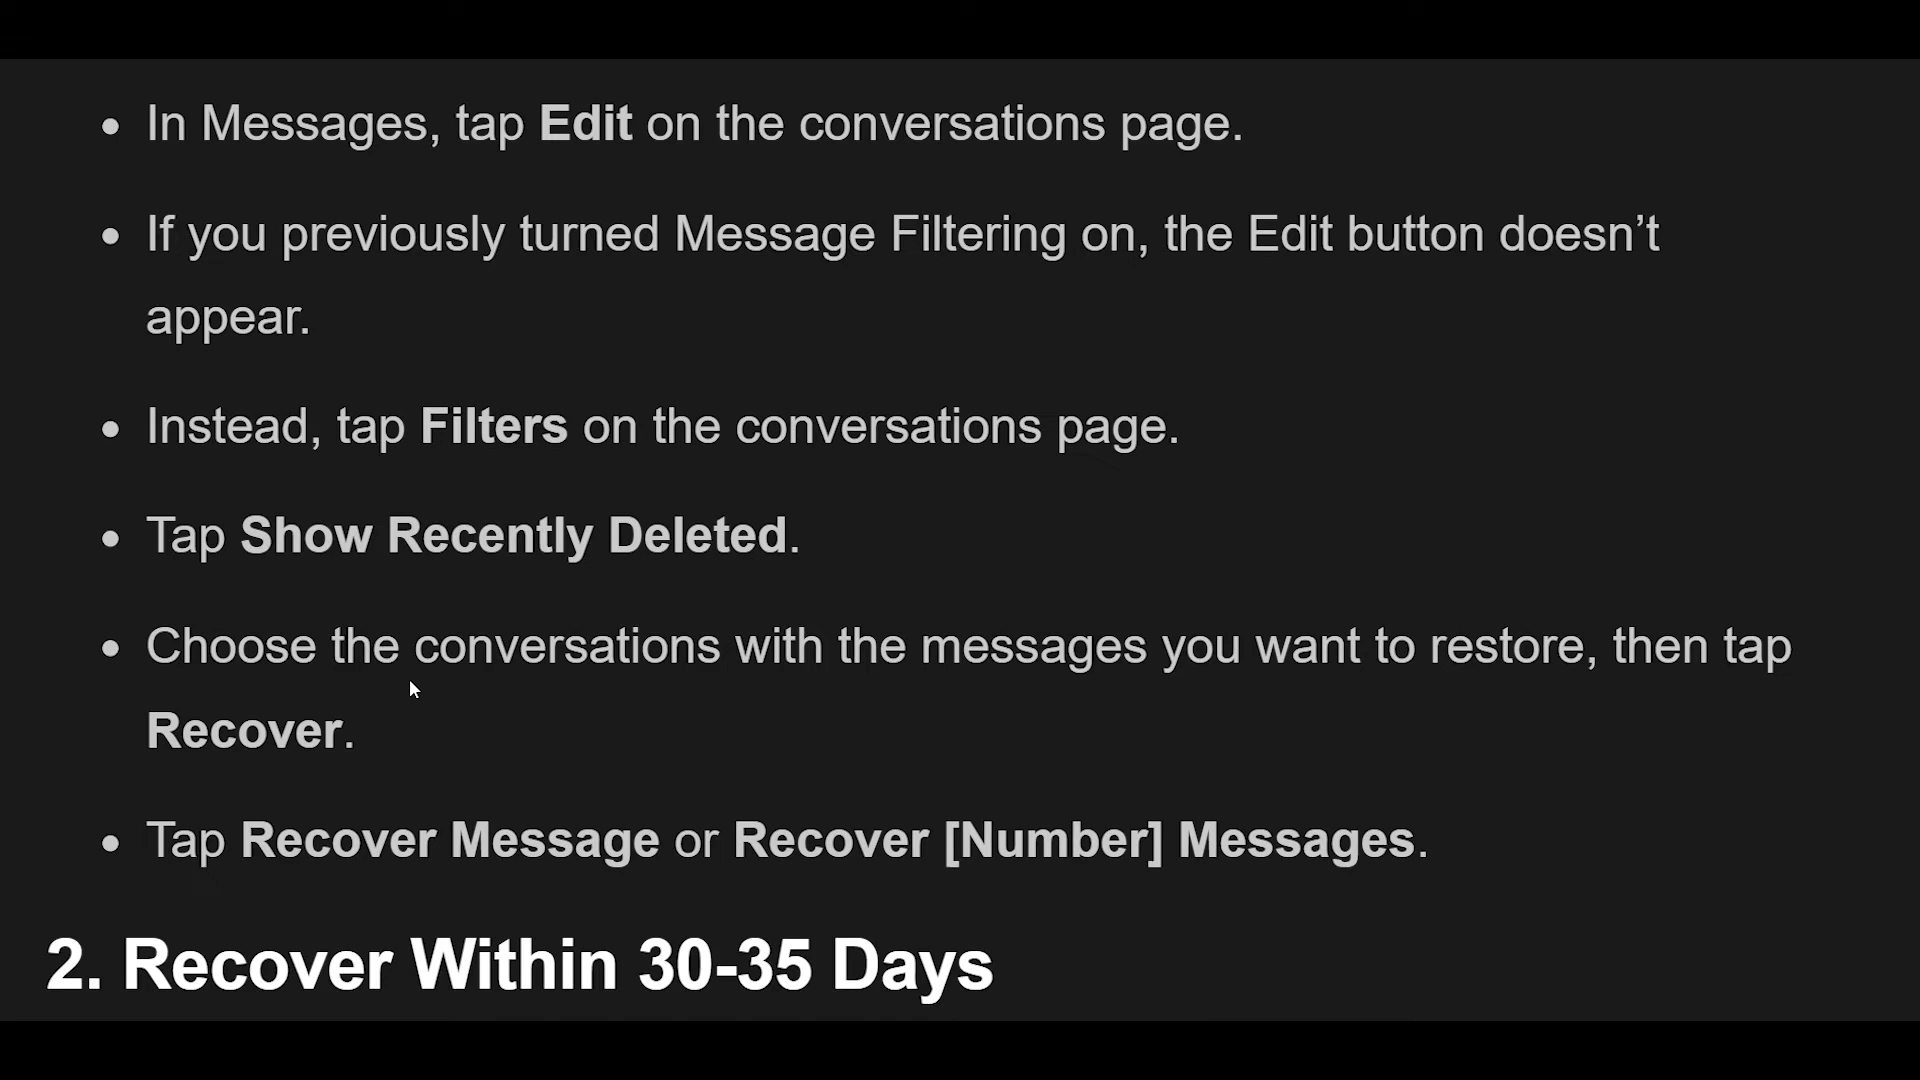 • In Messages, tap Edit on the conversations page.
• If you previously turned Message Filtering on, the Edit button doesn’t
appear.
• Instead, tap Filters on the conversations page.
• Tap Show Recently Deleted.
• Choose the conversations with the messages you want to restore, then tap
Recover.
• Tap Recover Message or Recover [Number] Messages.
2. Recover Within 30-35 Days